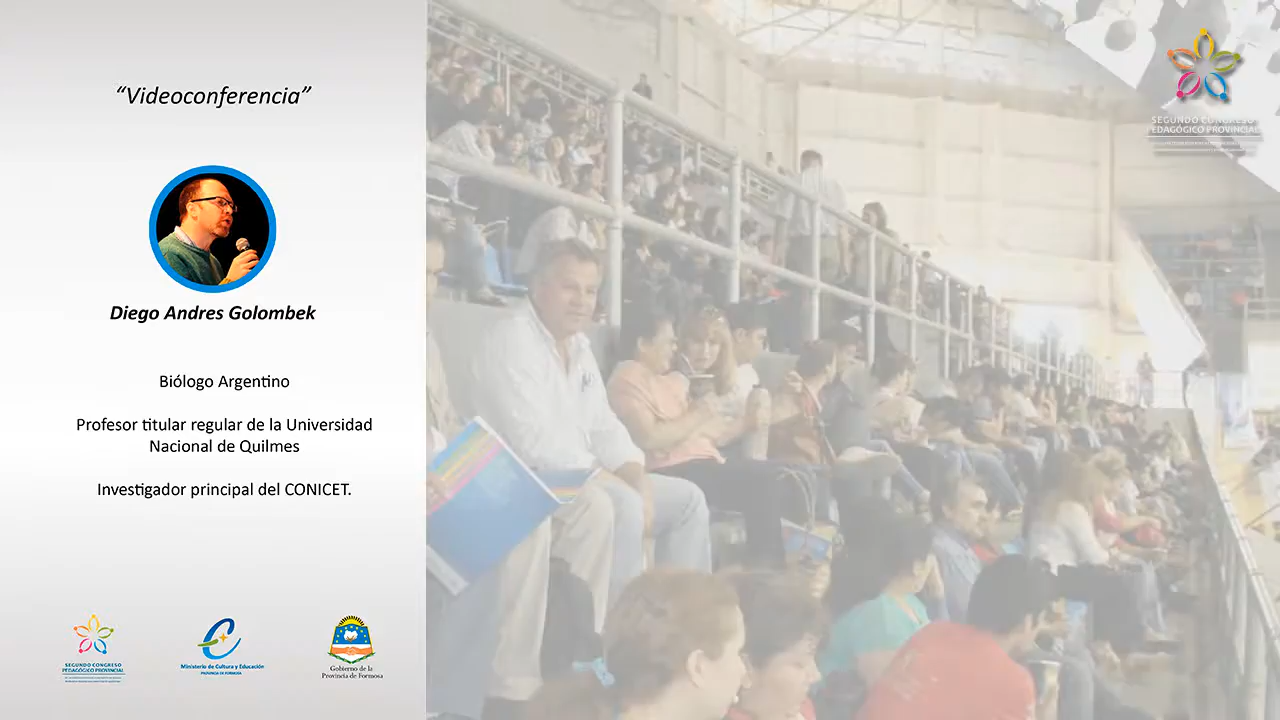 “Videoconferencia”
Diego Andres Golombek
Biólogo Argentino
Profesor titular regular de la Universidad
Nacional de Quilmes
Investigador principal del CONICET.
SEGUNDO CONGRESO
PEDAGÓGICO PROVINCIAL
Ministerio de Cultura y Educación
PROVINCIA DE FORMOSA
Gobierno de la
Provincia de Formosa
SEGUNDO CONGRESO
PEDAGÓGICO PROVINCIAL